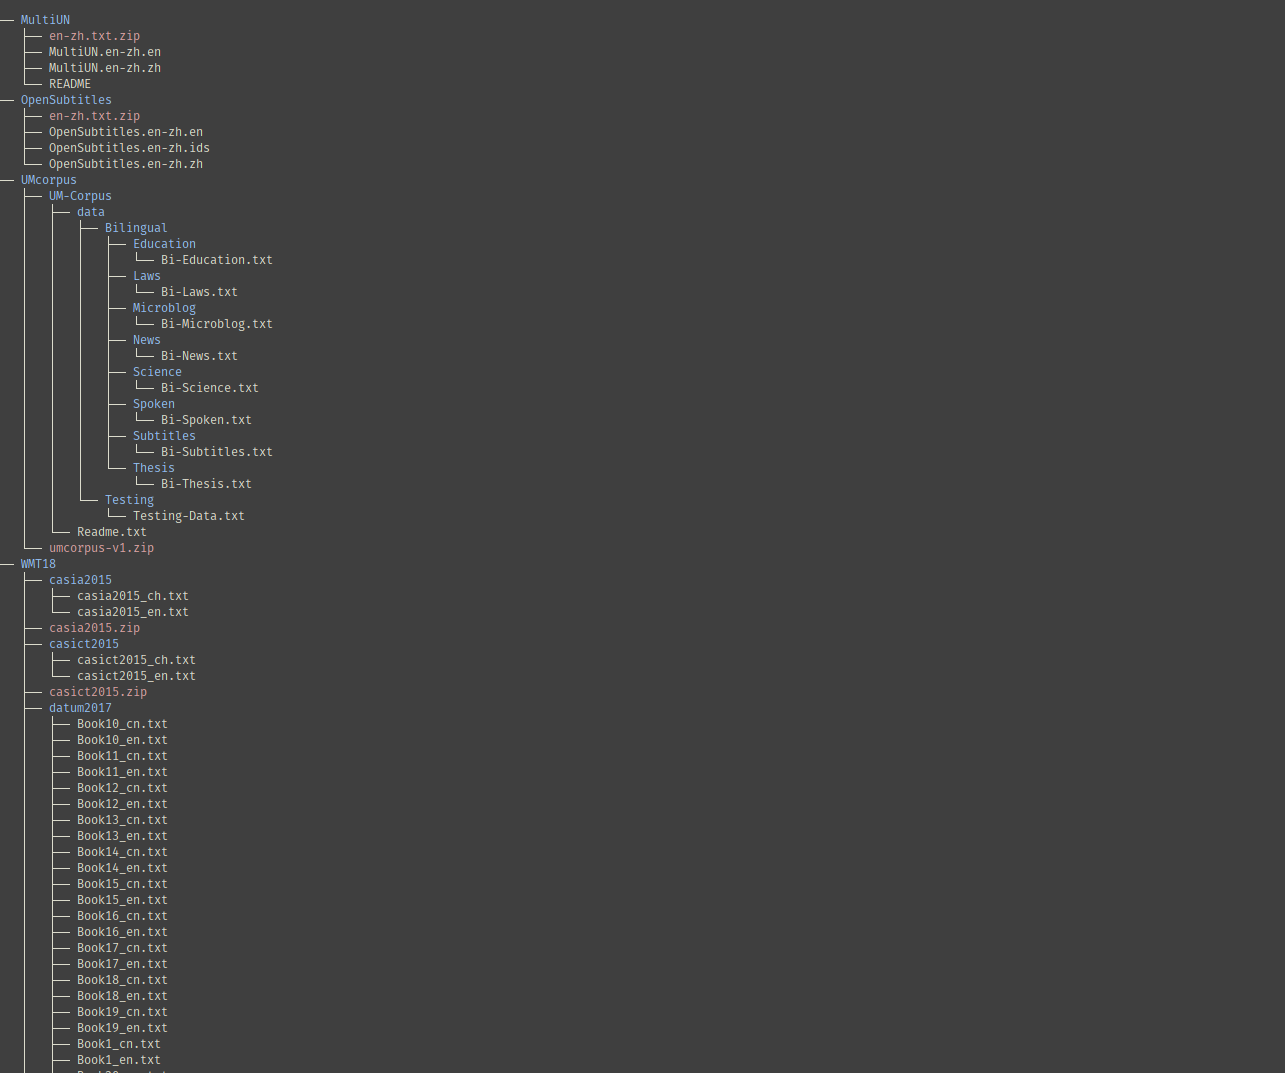 MultiUN
en-zh.txt.zip
MultiUN.en-zh.en
MultiUN.en-zh.zh
README
OpenSubtitles
en-zh.txt.zip
OpenSubtitles.en-zh.en
OpenSubtitles.en-zh.ids
OpenSubtitles.en-zh.zh
UMcorpus
UM-Corpus
data
Bilingual
Education
Bi-Education.txt
Laws
Bi-Laws.txt
Microblog
Bi-Microblog.txt
News
Bi-News.txt
Science
Bi-Science.txt
Spoken
Bi-Spoken.txt
Subtitles
Bi-Subtitles.txt
Thesis
Bi-Thesis.txt
Testing
Testing-Data.txt
Readme.txt
umcorpus-v1.zip
WMT18
casia2015
casia2015_ch.txt
casia2015_en.txt
casia2015.zip
casict2015
casict2015_ch.txt
casict2015_en.txt
casict2015.zip
datum2017
Book10_cn.txt
Book10_en.txt
Book11_cn.txt
Book11_en.txt
Book12_cn.txt
Book12_en.txt
Book13_cn.txt
Book13_en.txt
Book14_cn.txt
Book14_en.txt
Book15_cn.txt
Book15_en.txt
Book16_cn.txt
Book16_en.txt
Book17_cn.txt
Book17_en.txt
Book18_cn.txt
Book18_en.txt
Book19_cn.txt
Book19_en.txt
Book1_cn.txt
Book1_en.txt